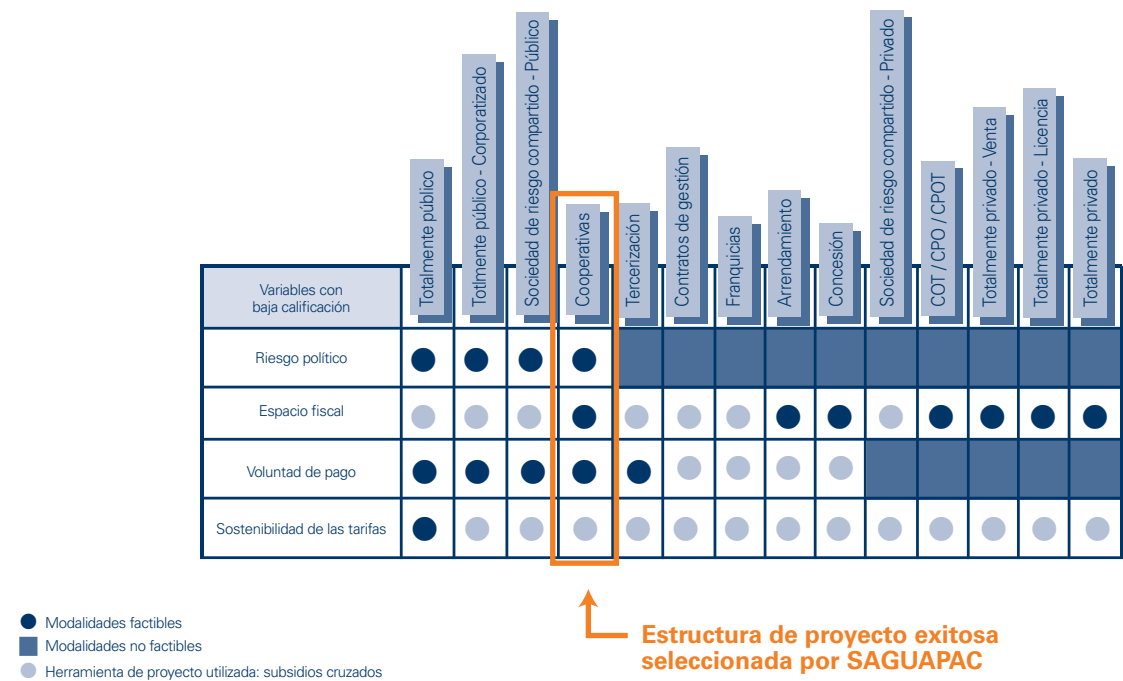 Totalmente público
Totlmente público - Corporatizado
Sociedad de riesgo compartido - Público
Cooperativas
Tercerización
Contratos de gestión
Franquicias
Arrendamiento
Concesión
Sociedad de riesgo compartido - Privado
COT / CPO / CPOT
Totalmente privado - Venta
Totalmente privado - Licencia
Totalmente privado
Variables con
baja calificación
Riesgo político
Espacio fiscal
Voluntad de pago
Sostenibilidad de las tarifas
Modalidades factibles
Modalidades no factibles
Herramienta de proyecto utilizada: subsidios cruzados
Estructura de proyecto exitosa
seleccionada por SAGUAPAC